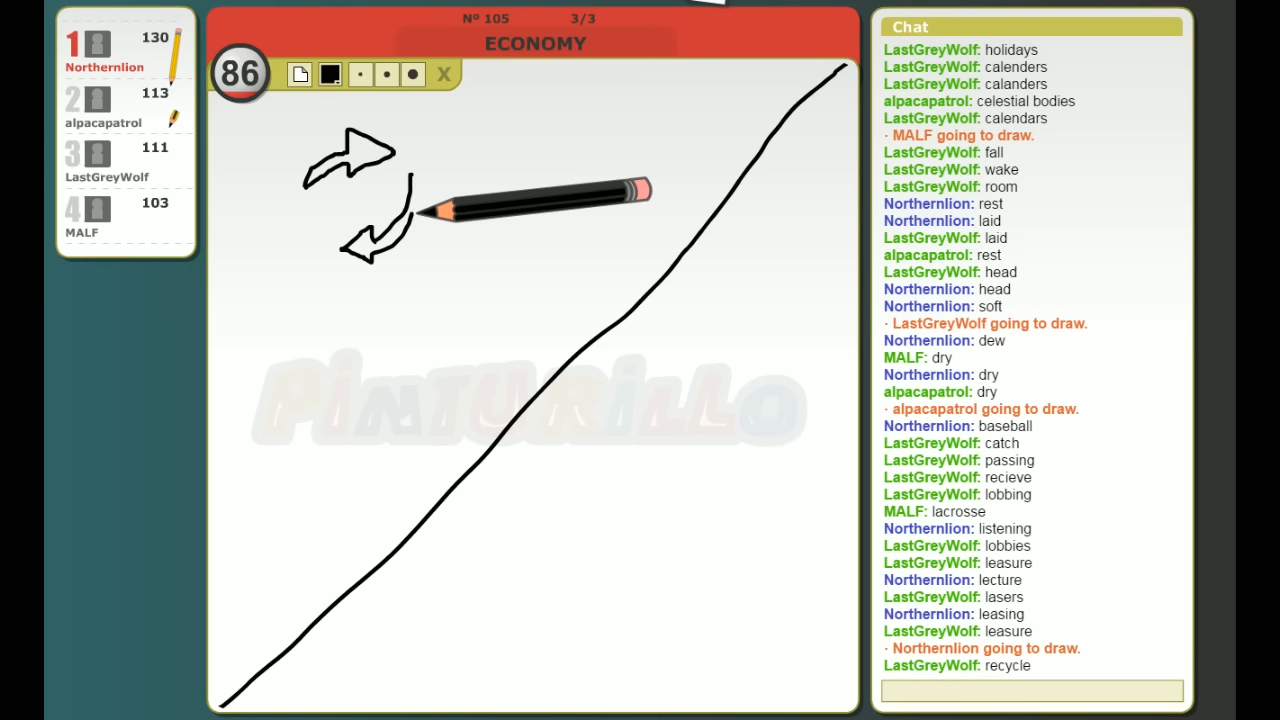 1
130
Northernlion
2
113
alpacapatrol
3
111
LastGreyWolf
4
103
MALF
Nº 105 3/3
ECONOMY
86
X
PINTURILLO
Chat
LastGreyWolf: holidays
LastGreyWolf: calenders
LastGreyWolf: calanders
alpacapatrol: celestial bodies
LastGreyWolf: calendars
· MALF going to draw.
LastGreyWolf: fall
LastGreyWolf: wake
LastGreyWolf: room
Northernlion: rest
Northernlion: laid
LastGreyWolf: laid
alpacapatrol: rest
LastGreyWolf: head
Northernlion: head
Northernlion: soft
· LastGreyWolf going to draw.
Northernlion: dew
MALF: dry
Northernlion: dry
alpacapatrol: dry
· alpacapatrol going to draw.
Northernlion: baseball
LastGreyWolf: catch
LastGreyWolf: passing
LastGreyWolf: recieve
LastGreyWolf: lobbing
MALF: lacrosse
Northernlion: listening
LastGreyWolf: lobbies
LastGreyWolf: leasure
Northernlion: lecture
LastGreyWolf: lasers
Northernlion: leasing
LastGreyWolf: leasure
· Northernlion going to draw.
LastGreyWolf: recycle